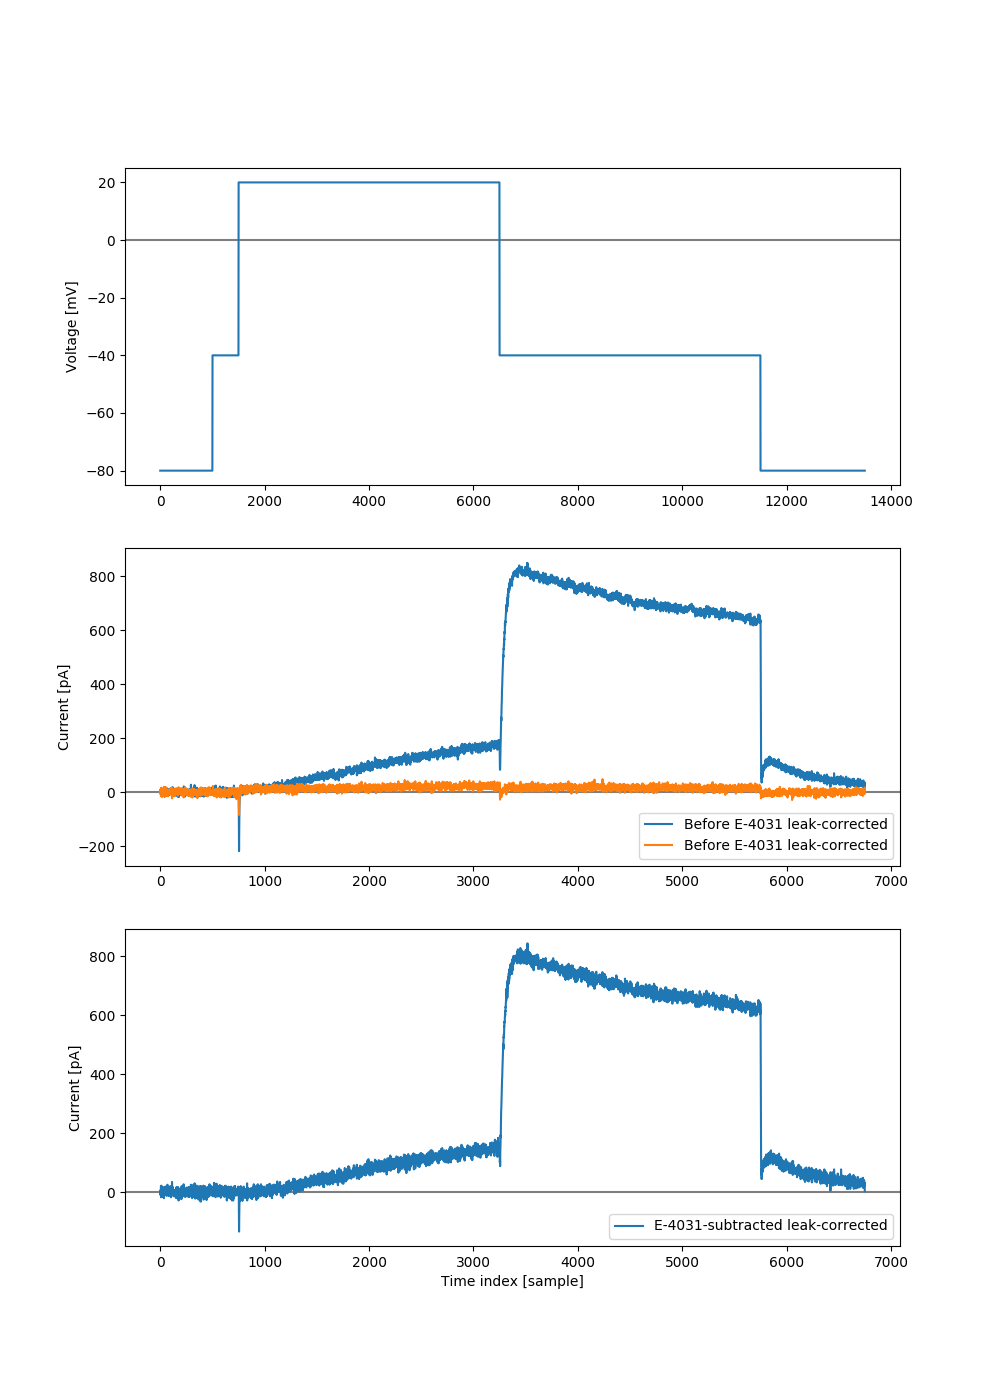 20
0
−20
−40
−60
−80
Voltage [mV]
0 2000 4000 6000 8000 10000 12000 14000
800
600
400
200
0
−200
Current [pA]
Before E-4031 leak-corrected
Before E-4031 leak-corrected
0 1000 2000 3000 4000 5000 6000 7000
800
600
400
200
0
Current [pA]
E-4031-subtracted leak-corrected
0 1000 2000 3000 4000 5000 6000 7000
Time index [sample]